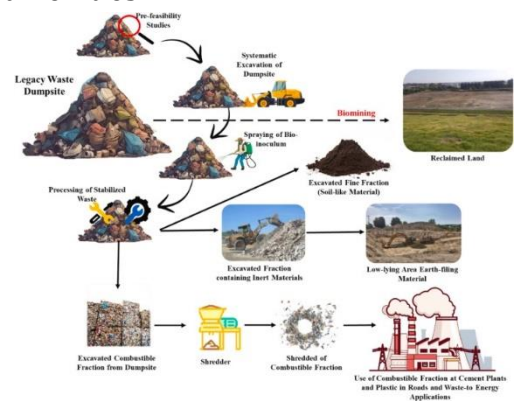 Pre-feasibility
Studies
Systematic
Excavation of
Dumpsite
Legacy Waste
Dumpsite
Biomining
Spraying of Bio-
inoculum
Reclaimed Land
Processing of Stabilized
Waste
Excavated Fine Fraction
(Soil-like Material)
Excavated Fraction
containing Inert Materials
Low-lying Area Earth-filing
Material
Excavated Combustible
Fraction from Dumpsite
Shredder
Shredded of
Combustible Fraction
Use of Combustible Fraction at Cement Plants
and Plastic in Roads and Waste-to Energy
Applications